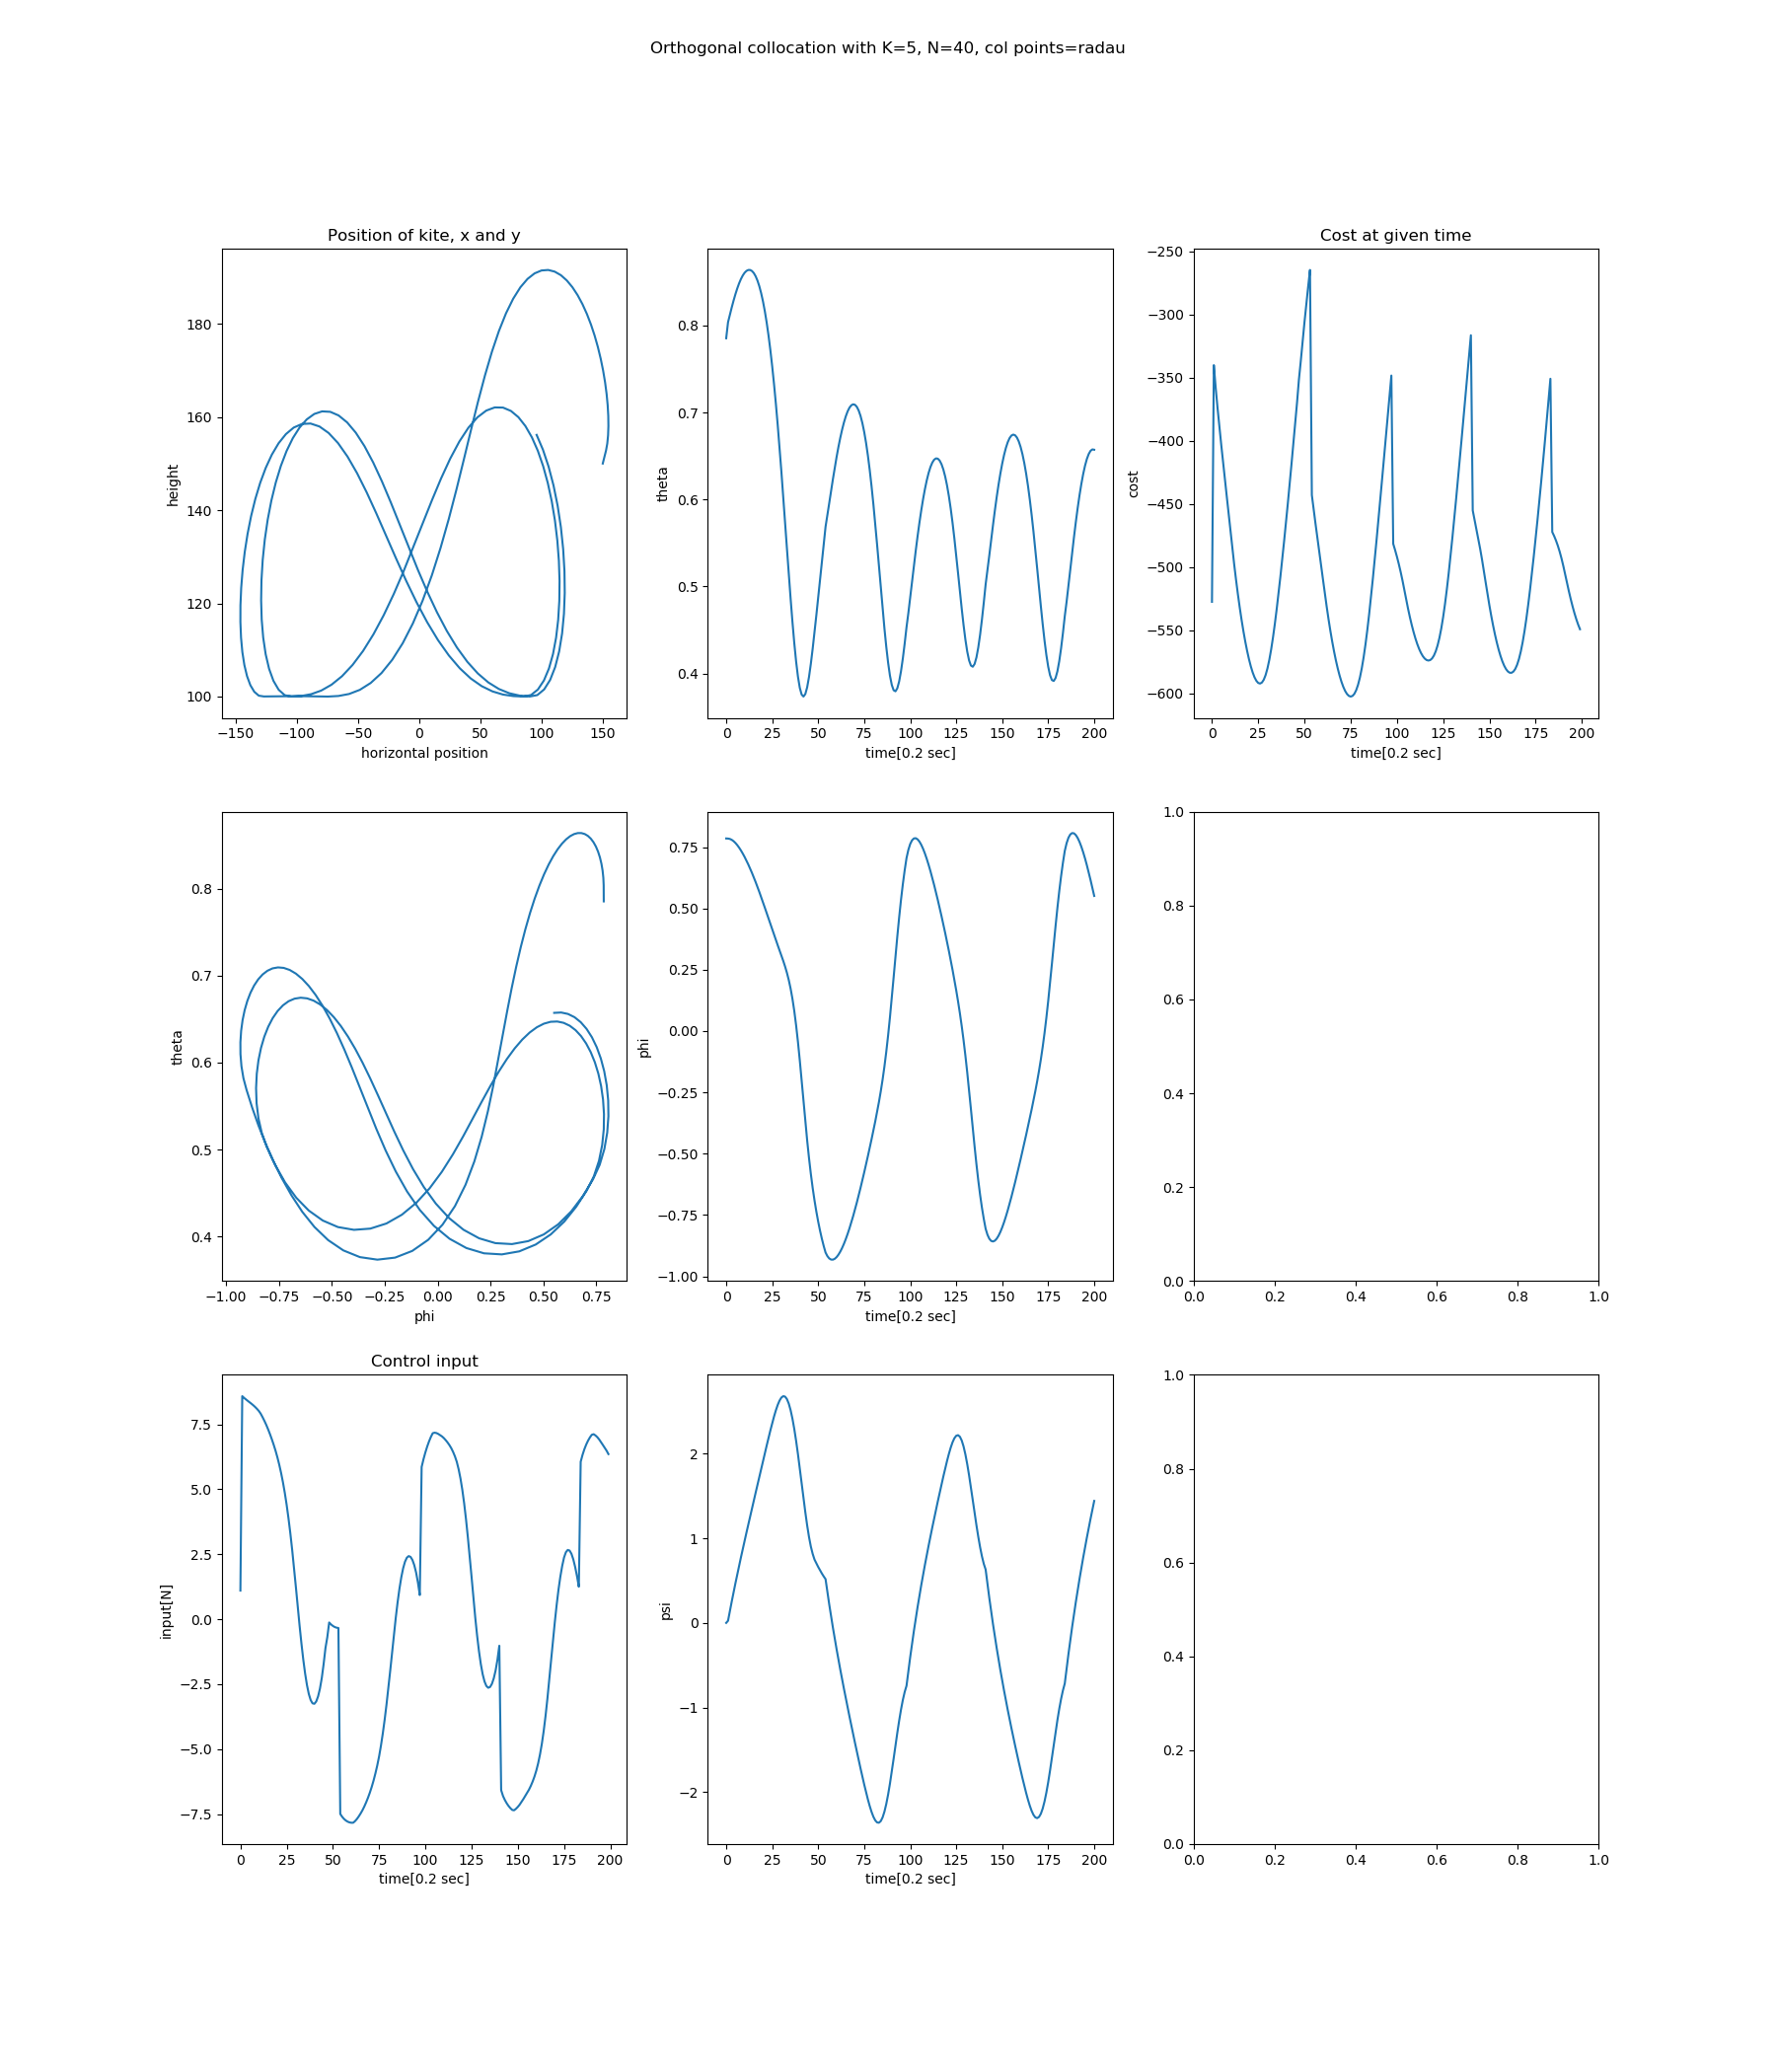 Orthogonal collocation with K=5, N=40, col points=radau
Position of kite, x and y
height
180
160
140
120
100
−150 −100 −50 0 50 100 150
horizontal position
theta
0.8
0.7
0.6
0.5
0.4
0 25 50 75 100 125 150 175 200
time[0.2 sec]
Cost at given time
cost
−250
−300
−350
−400
−450
−500
−550
−600
0 25 50 75 100 125 150 175 200
time[0.2 sec]
theta
0.8
0.7
0.6
0.5
0.4
−1.00 −0.75 −0.50 −0.25 0.00 0.25 0.50 0.75
phi
phi
0.75
0.50
0.25
0.00
−0.25
−0.50
−0.75
−1.00
0 25 50 75 100 125 150 175 200
time[0.2 sec]
1.0
0.8
0.6
0.4
0.2
0.0
0.0 0.2 0.4 0.6 0.8 1.0
Control input
input[N]
7.5
5.0
2.5
0.0
−2.5
−5.0
−7.5
0 25 50 75 100 125 150 175 200
time[0.2 sec]
psi
2
1
0
−1
−2
0 25 50 75 100 125 150 175 200
time[0.2 sec]
1.0
0.8
0.6
0.4
0.2
0.0
0.0 0.2 0.4 0.6 0.8 1.0